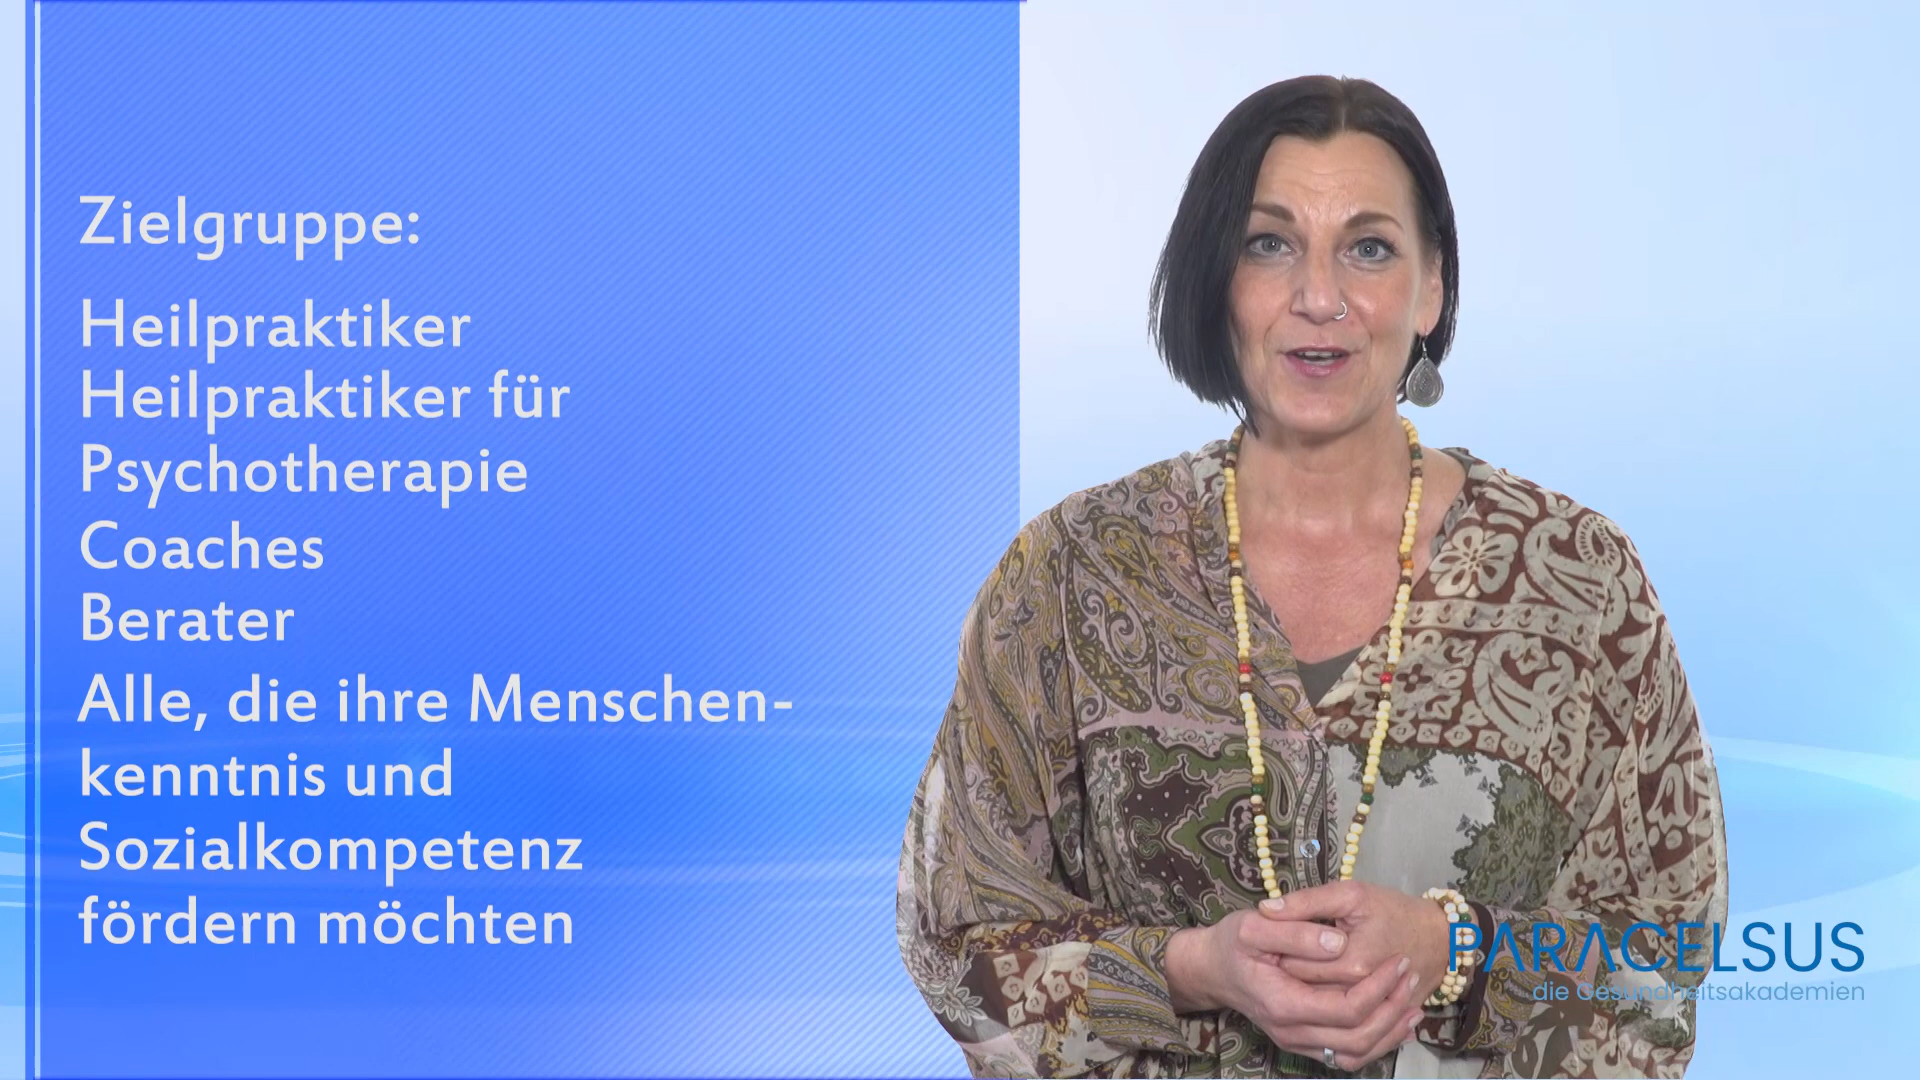 Zielgruppe:
Heilpraktiker
Heilpraktiker für
Psychotherapie
Coaches
Berater
Alle, die ihre Menschen-
kenntnis und
Sozialkompetenz
fördern möchten
PARACELSUS
die Gesundheitsakademien